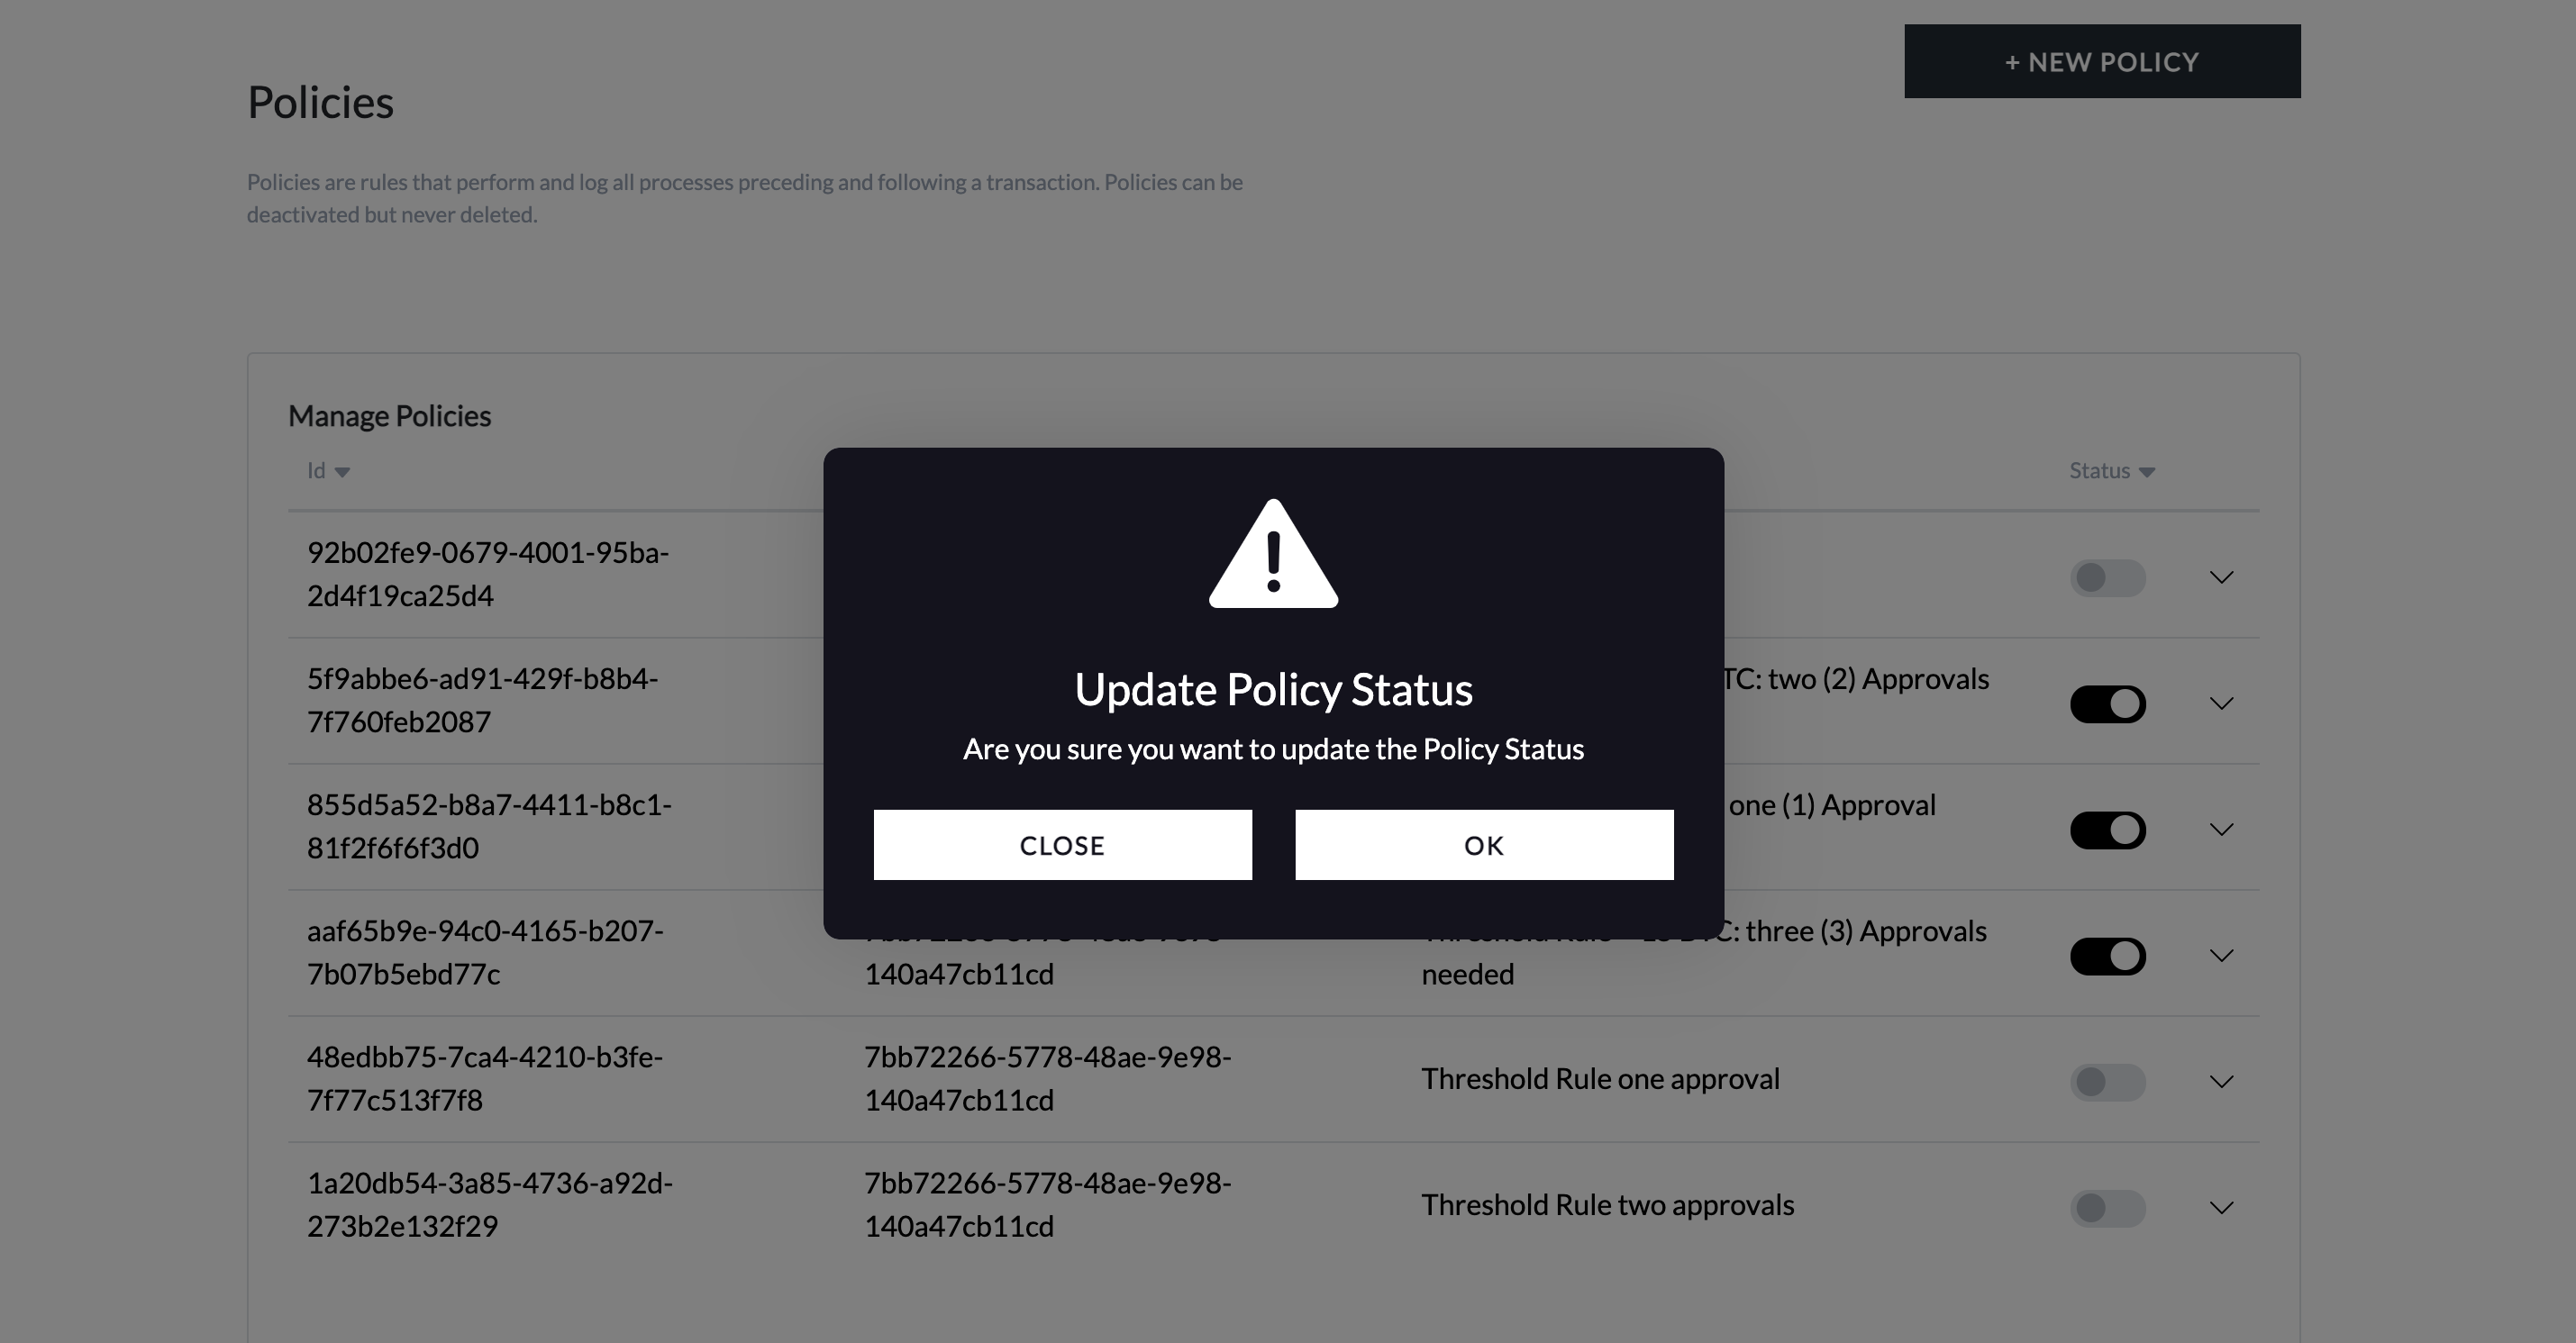 + NEW POLICY
Policies
Policies are rules that perform and log all processes preceding and following a transaction. Policies can be
deactivated but never deleted.
Manage Policies
Id
Status
92b02fe9-0679-4001-95ba-
2d4f19ca25d4
5f9abbe6-ad91-429f-b8b4-
7f760feb2087
TC: two (2) Approvals
855d5a52-b8a7-4411-b8c1-
81f2f6f6f3d0
one (1) Approval
Update Policy Status
Are you sure you want to update the Policy Status
CLOSE
OK
aaf65b9e-94c0-4165-b207-
7b07b5ebd77c
140a47cb11cd
C: three (3) Approvals
needed
48edbb75-7ca4-4210-b3fe-
7f77c513f7f8
7bb72266-5778-48ae-9e98-
140a47cb11cd
Threshold Rule one approval
1a20db54-3a85-4736-a92d-
273b2e132f29
7bb72266-5778-48ae-9e98-
140a47cb11cd
Threshold Rule two approvals